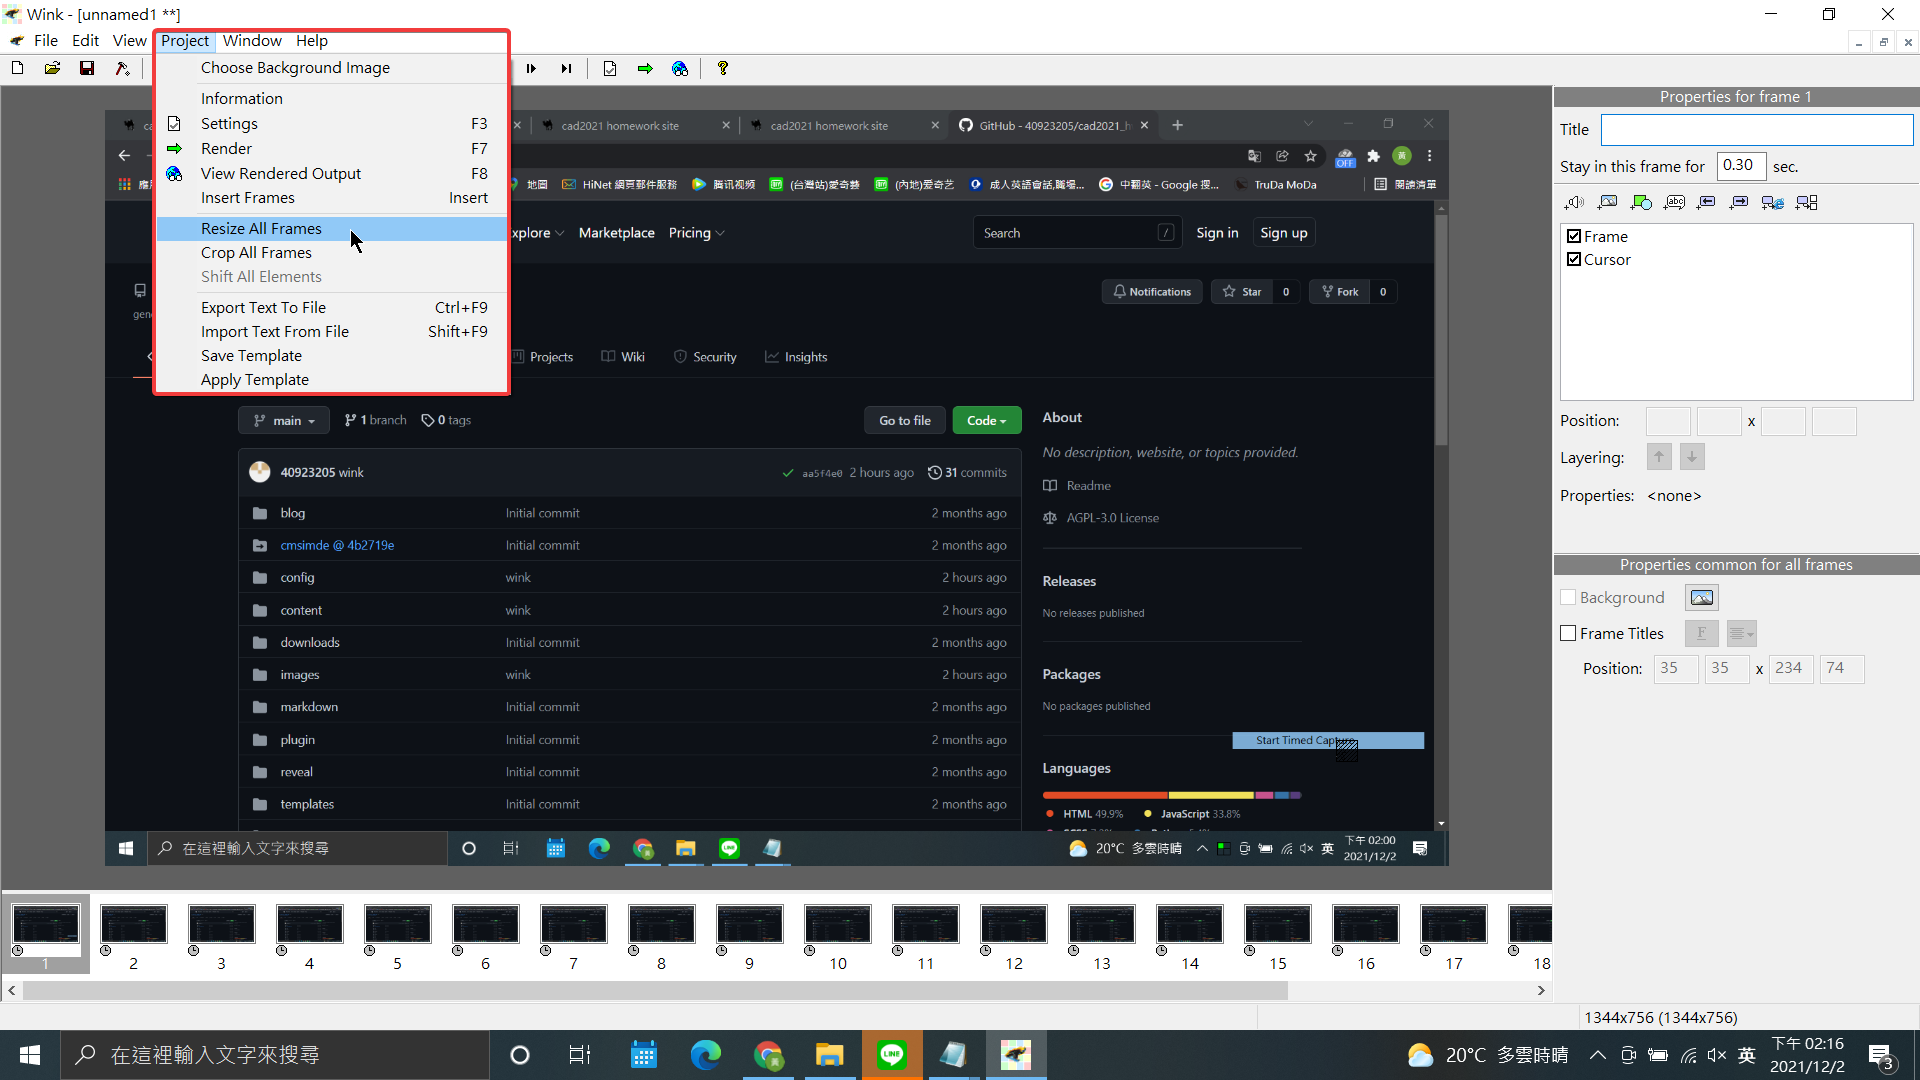 Wink - [unnamed1 **]
File Edit View Project Window Help
Choose Background Image
Information
Settings F3
Render F7
View Rendered Output F8
Insert Frames Insert
Resize All Frames
Crop All Frames
Shift All Elements
Export Text To File Ctrl+F9
Import Text From File Shift+F9
Save Template
Apply Template
cad2021 homework site
cad2021 homework site
GitHub - 40923205/cad2021_h
OFF
黃
地圖
HiNet 網頁郵件服務
腾讯视频
(台灣站)愛奇藝
(內地)爱奇艺
成人英語會話,職場...
中翻英 - Google 搜...
TruDa MoDa
閱讀清單
xplore Marketplace Pricing
Search /
Sign in Sign up
gen
Notifications Star 0 Fork 0
Projects Wiki Security Insights
main 1 branch 0 tags
Go to file Code
40923205 wink
aa5f4e0 2 hours ago 31 commits
blog Initial commit 2 months ago
cmsimde @ 4b2719e Initial commit 2 months ago
config wink 2 hours ago
content wink 2 hours ago
downloads Initial commit 2 months ago
images wink 2 hours ago
markdown Initial commit 2 months ago
plugin Initial commit 2 months ago
reveal Initial commit 2 months ago
templates Initial commit 2 months ago
About
No description, website, or topics provided.
Readme
AGPL-3.0 License
Releases
No releases published
Packages
No packages published
Start Timed Capture
Languages
HTML 49.9% JavaScript 33.8%
在這裡輸入文字來搜尋
20°C 多雲時晴
英
下午 02:00
2021/12/2
1 2 3 4 5 6 7 8 9 10 11 12 13 14 15 16 17 18
Properties for frame 1
Title
Stay in this frame for 0.30 sec.
abc
Frame
Cursor
Position: x
Layering:
Properties: <none>
Properties common for all frames
Background
Frame Titles F
Position: 35 35 x 234 74
1344x756 (1344x756)
在這裡輸入文字來搜尋
LINE
20°C 多雲時晴
英
下午 02:16
2021/12/2
3